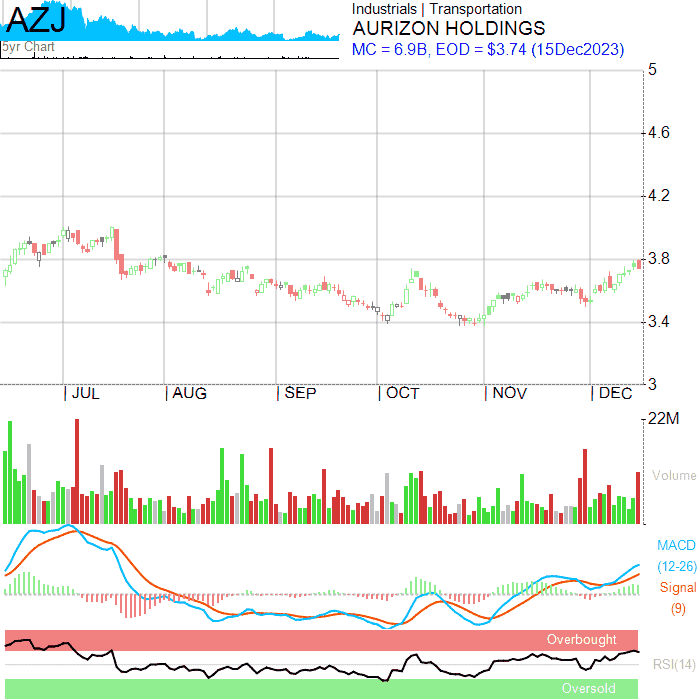 AZJ
5yr Chart
Industrials | Transportation
AURIZON HOLDINGS
MC = 6.9B, EOD = $3.74 (15Dec2023)
5
4.6
4.2
3.8
3.4
3
| JUL | AUG | SEP | OCT | NOV | DEC
22M
Volume
MACD
(12-26)
Signal
(9)
Overbought
RSI(14)
Oversold